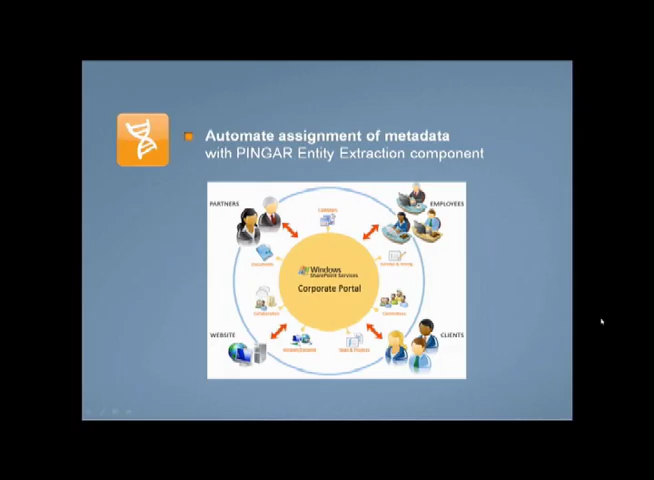 Automate assignment of metadata
with PINGAR Entity Extraction component
PARTNERS
EMPLOYEES
Windows
SharePoint Services
Corporate Portal
WEBSITE
CLIENTS